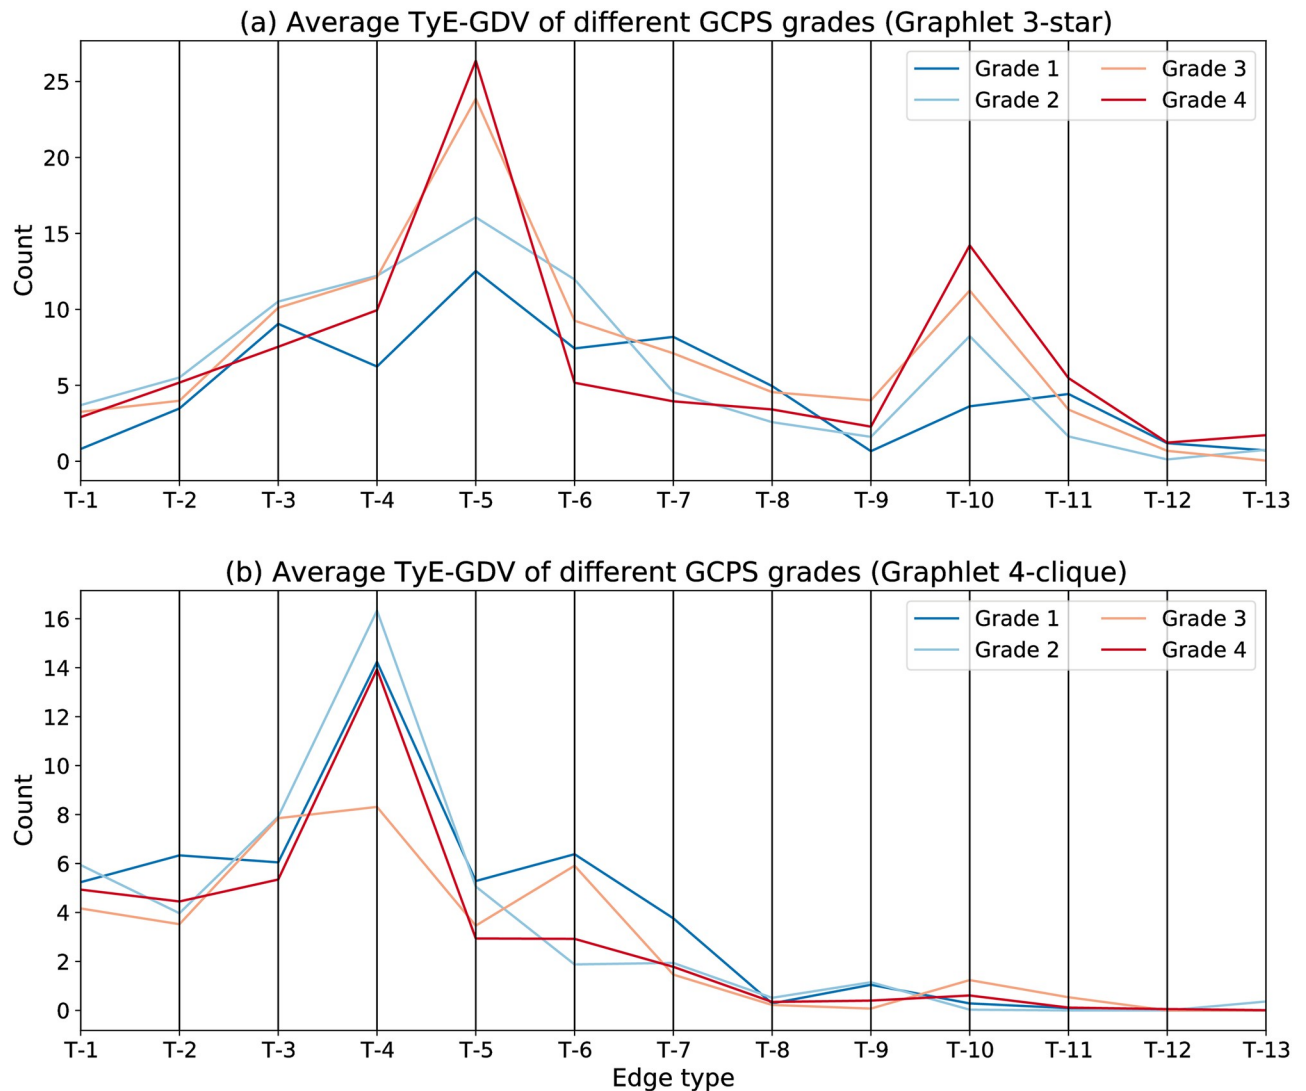 (a) Average TyE-GDV of different GCPS grades (Graphlet 3-star)
Grade 1 Grade 3
Grade 2 Grade 4
25
20
15
10
5
0
Count
T-1 T-2 T-3 T-4 T-5 T-6 T-7 T-8 T-9 T-10 T-11 T-12 T-13
(b) Average TyE-GDV of different GCPS grades (Graphlet 4-clique)
Grade 1 Grade 3
Grade 2 Grade 4
16
14
12
10
8
6
4
2
0
Count
T-1 T-2 T-3 T-4 T-5 T-6 T-7 T-8 T-9 T-10 T-11 T-12 T-13
Edge type